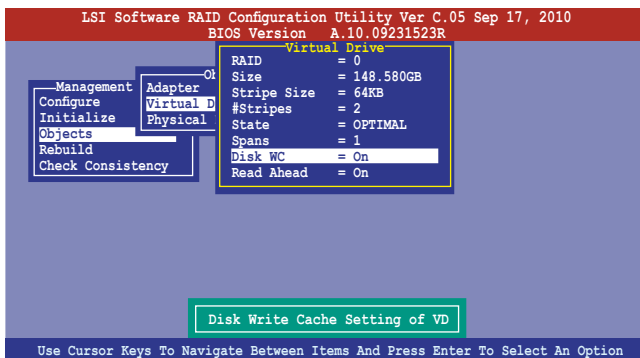 LSI Software RAID Configuration Utility Ver C.05 Sep 17, 2010
BIOS Version A.10.09231523R
Management
Configure
Initialize
Objects
Rebuild
Check Consistency
Ob
Adapter
Virtual D
Physical
Virtual Drive
RAID = 0
Size = 148.580GB
Stripe Size = 64KB
#Stripes = 2
State = OPTIMAL
Spans = 1
Disk WC = On
Read Ahead = On
Disk Write Cache Setting of VD
Use Cursor Keys To Navigate Between Items And Press Enter To Select An Option